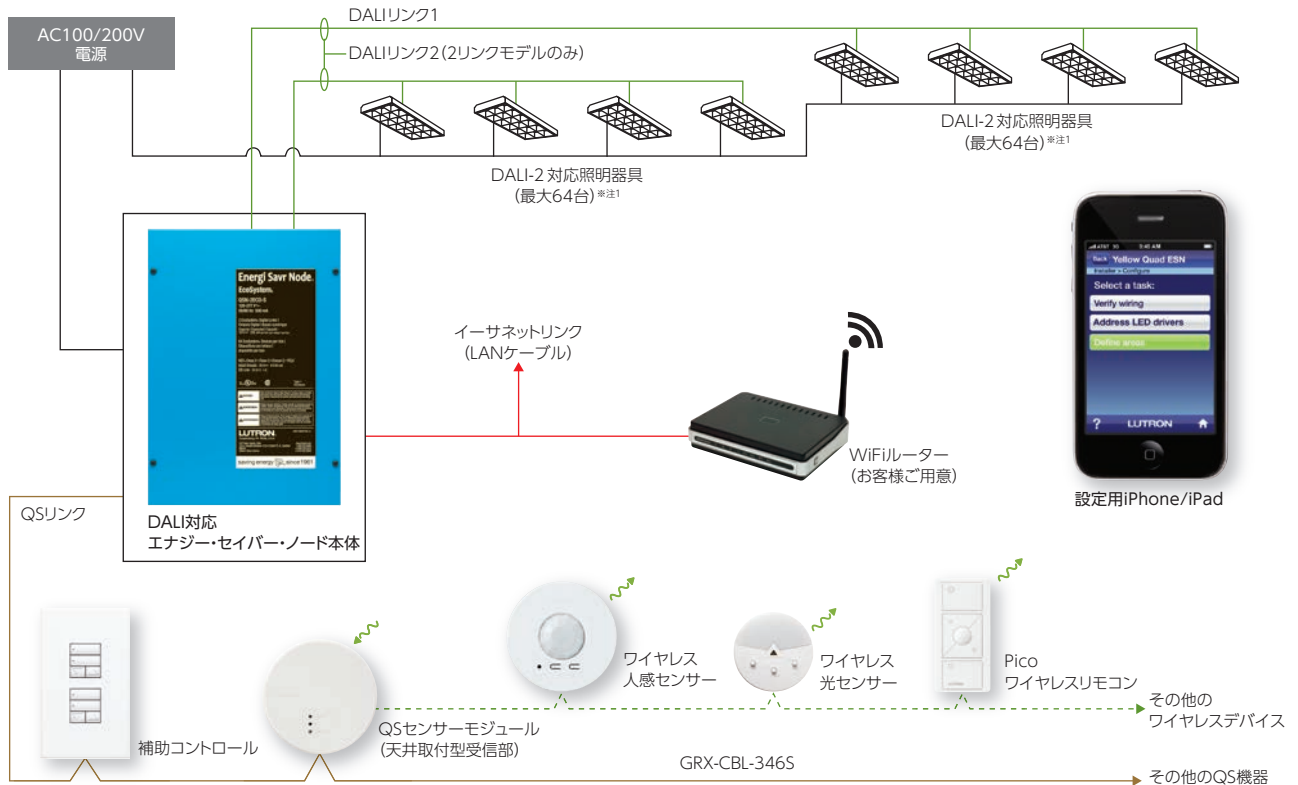 AC100/200V
電源
DALIリンク1
DALIリンク2(2リンクモデルのみ)
DALI-2 対応照明器具
(最大64台)※注1
DALI-2 対応照明器具
(最大64台)※注1
Energi Savr Node.
EcoSystem.
LUTRON
saving energy since 1961
DALI対応
エナジー・セイバー・ノード本体
イーサネットリンク
(LANケーブル)
WiFiルーター
(お客様ご用意)
AT&T 3G 9:40 AM
Back Yellow Quad ESN
Installer > Configure
Select a task:
Verify wiring
Address LED drivers
Define areas
? LUTRON
設定用iPhone/iPad
QSリンク
補助コントロール
QSセンサーモジュール
(天井取付型受信部)
ワイヤレス
人感センサー
ワイヤレス
光センサー
Pico
ワイヤレスリモコン
その他の
ワイヤレスデバイス
GRX-CBL-346S
その他のQS機器